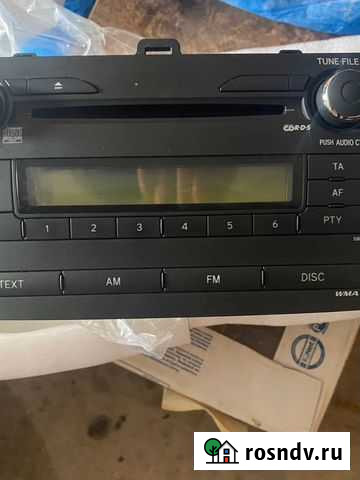 TUNE·FILE
CD·R·D·S
PUSH AUDIO C
TA
AF
PTY
1 2 3 4 5 6
TEXT AM FM DISC
WMA
rosndv.ru